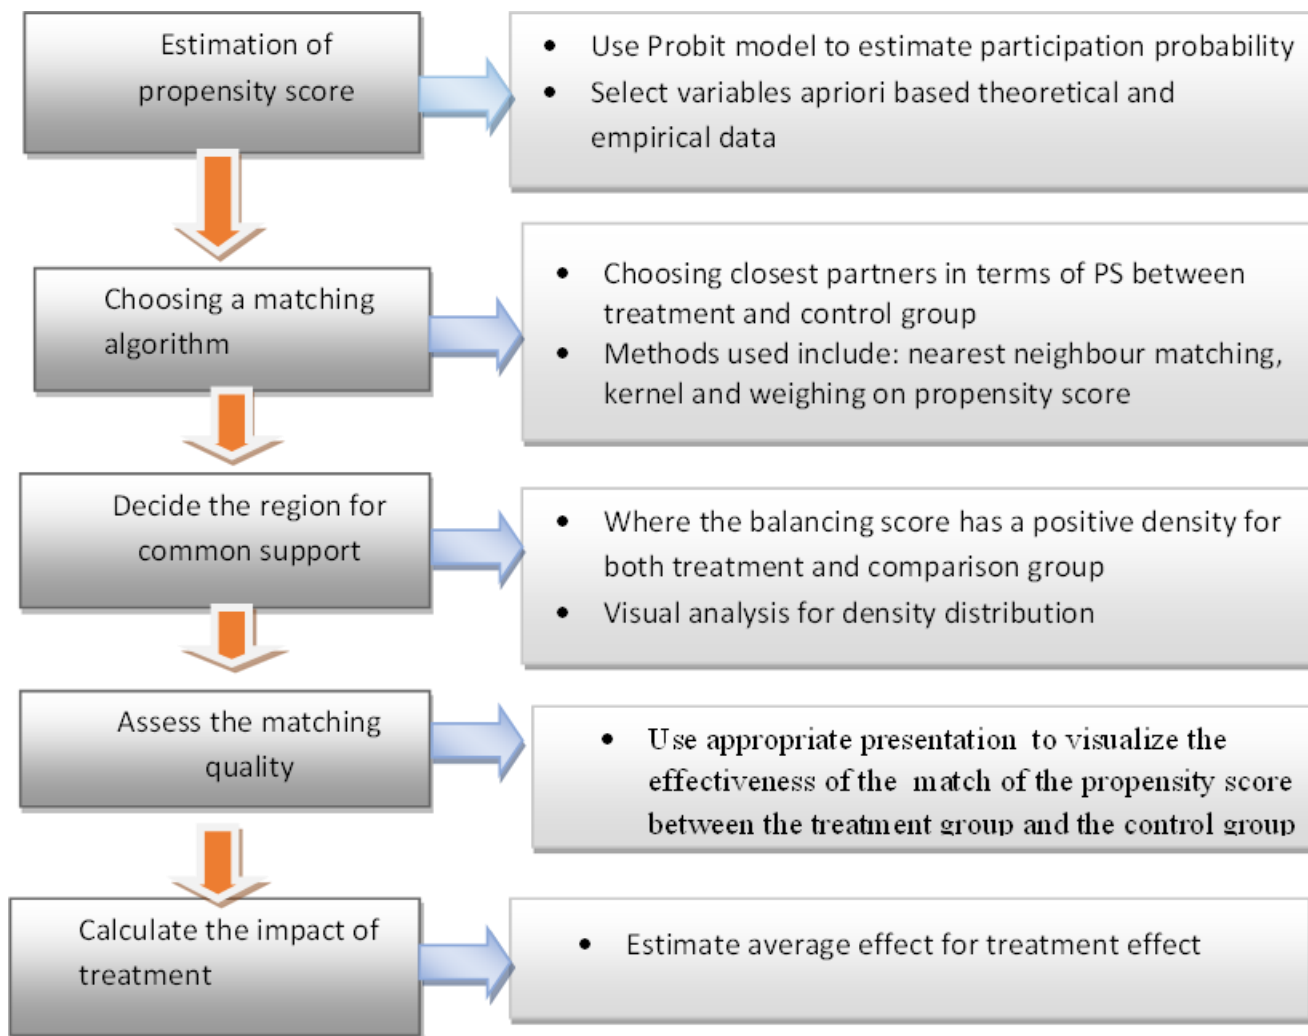 Estimation of
propensity score
• Use Probit model to estimate participation probability
• Select variables apriori based theoretical and
empirical data
Choosing a matching
algorithm
• Choosing closest partners in terms of PS between
treatment and control group
• Methods used include: nearest neighbour matching,
kernel and weighing on propensity score
Decide the region for
common support
• Where the balancing score has a positive density for
both treatment and comparison group
• Visual analysis for density distribution
Assess the matching
quality
• Use appropriate presentation to visualize the
effectiveness of the match of the propensity score
between the treatment group and the control group
Calculate the impact of
treatment
• Estimate average effect for treatment effect